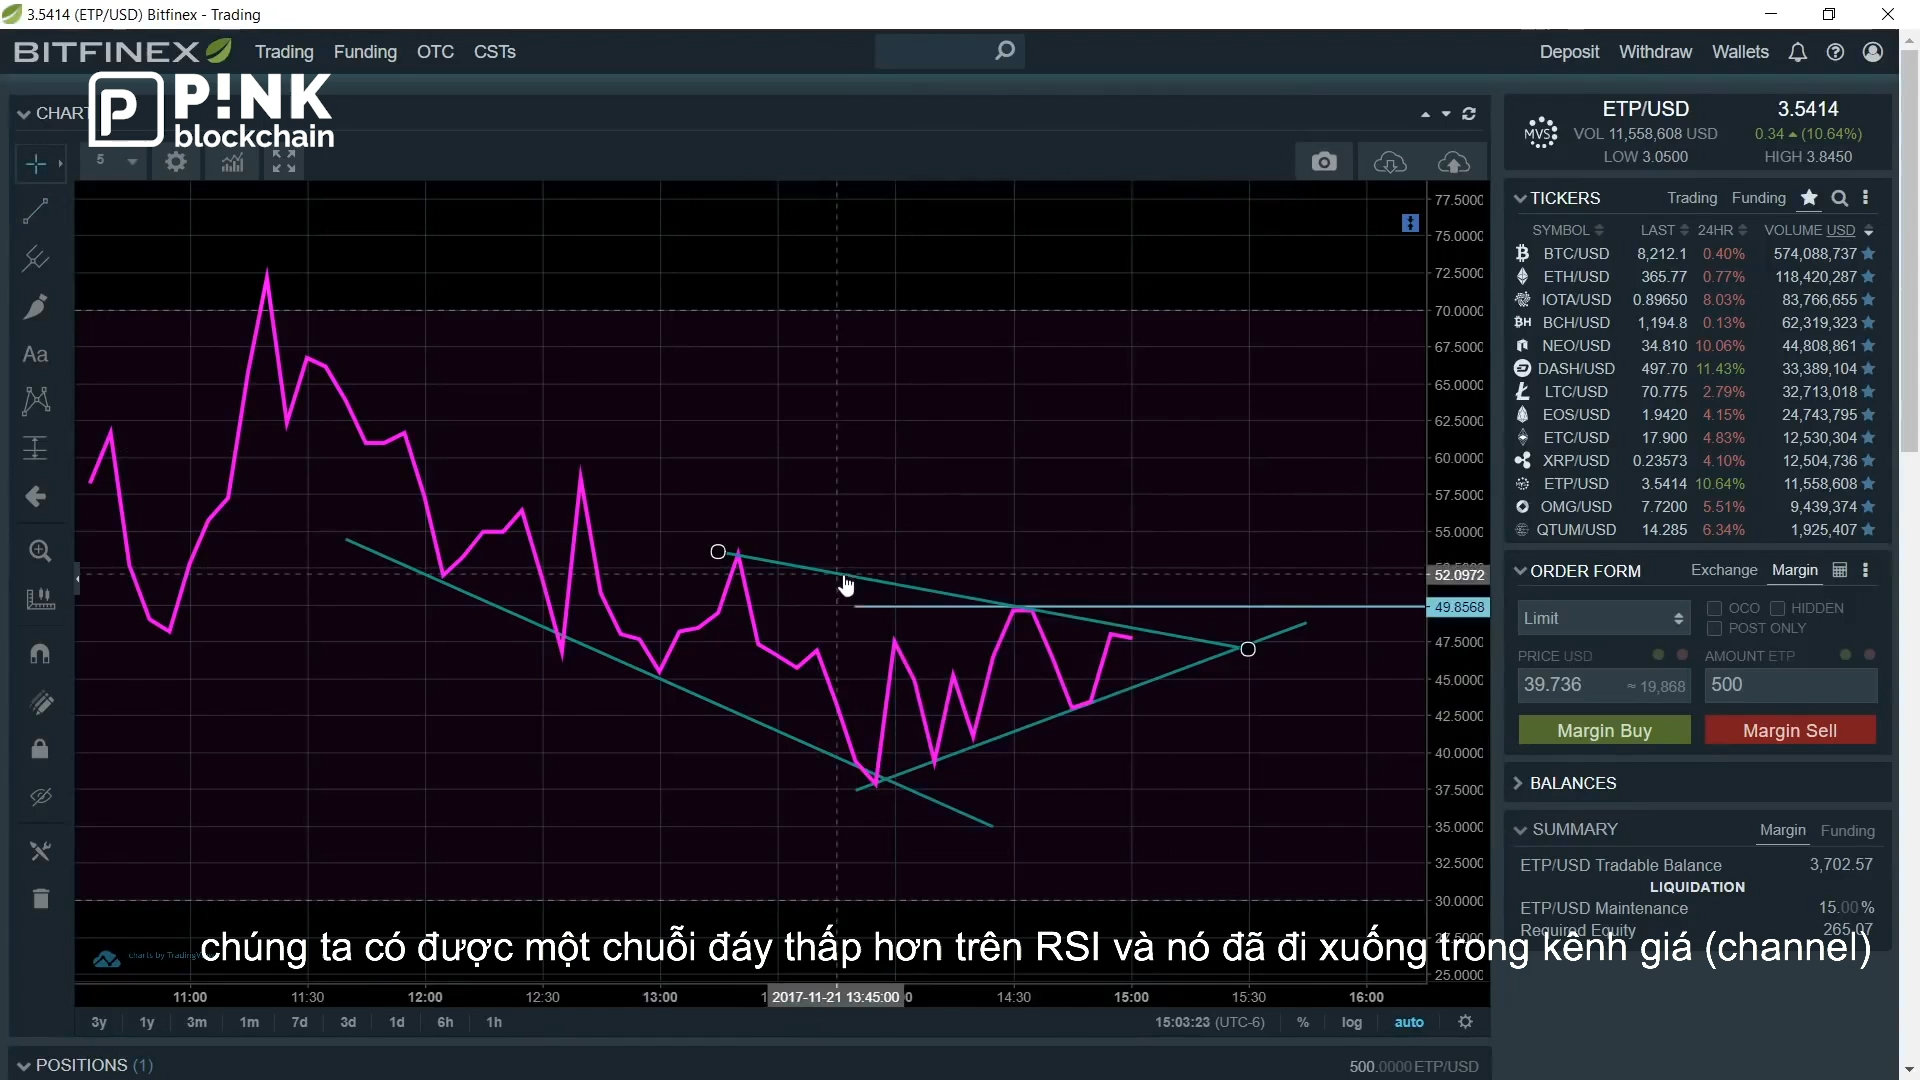 3.5414 (ETP/USD) Bitfinex - Trading
BITFINEX Trading Funding OTC CSTs Deposit Withdraw Wallets
P!NK
blockchain
CHART
5
77.5000
75.0000
72.5000
70.0000
67.5000
65.0000
62.5000
60.0000
57.5000
55.0000
52.0972
49.8568
47.5000
45.0000
42.5000
40.0000
37.5000
35.0000
32.5000
30.0000
25.0000
charts by Trading
chúng ta có được một chuỗi đáy thấp hơn trên RSI và nó đã đi xuống trong kênh giá (channel)
11:00 11:30 12:00 12:30 13:00 2017-11-21 13:45:00 14:30 15:00 15:30 16:00
3y 1y 3m 1m 7d 3d 1d 6h 1h 15:03:23 (UTC-6) % log auto
POSITIONS (1) 500.0000 ETP/USD
MVS
ETP/USD 3.5414
VOL 11,558,608 USD 0.34 (10.64%)
LOW 3.0500 HIGH 3.8450
TICKERS Trading Funding
SYMBOL LAST 24HR VOLUME USD
BTC/USD 8,212.1 0.40% 574,088,737
ETH/USD 365.77 0.77% 118,420,287
IOTA/USD 0.89650 8.03% 83,766,655
BCH/USD 1,194.8 0.13% 62,319,323
NEO/USD 34.810 10.06% 44,808,861
DASH/USD 497.70 11.43% 33,389,104
LTC/USD 70.775 2.79% 32,713,018
EOS/USD 1.9420 4.15% 24,743,795
ETC/USD 17.900 4.83% 12,530,304
XRP/USD 0.23573 4.10% 12,504,736
ETP/USD 3.5414 10.64% 11,558,608
OMG/USD 7.7200 5.51% 9,439,374
QTUM/USD 14.285 6.34% 1,925,407
ORDER FORM Exchange Margin
Limit OCO HIDDEN
POST ONLY
PRICE USD AMOUNT ETP
39.736 ≈ 19,868 500
Margin Buy Margin Sell
BALANCES
SUMMARY Margin Funding
ETP/USD Tradable Balance 3,702.57
LIQUIDATION
ETP/USD Maintenance 15.00 %
Required Equity 265.07